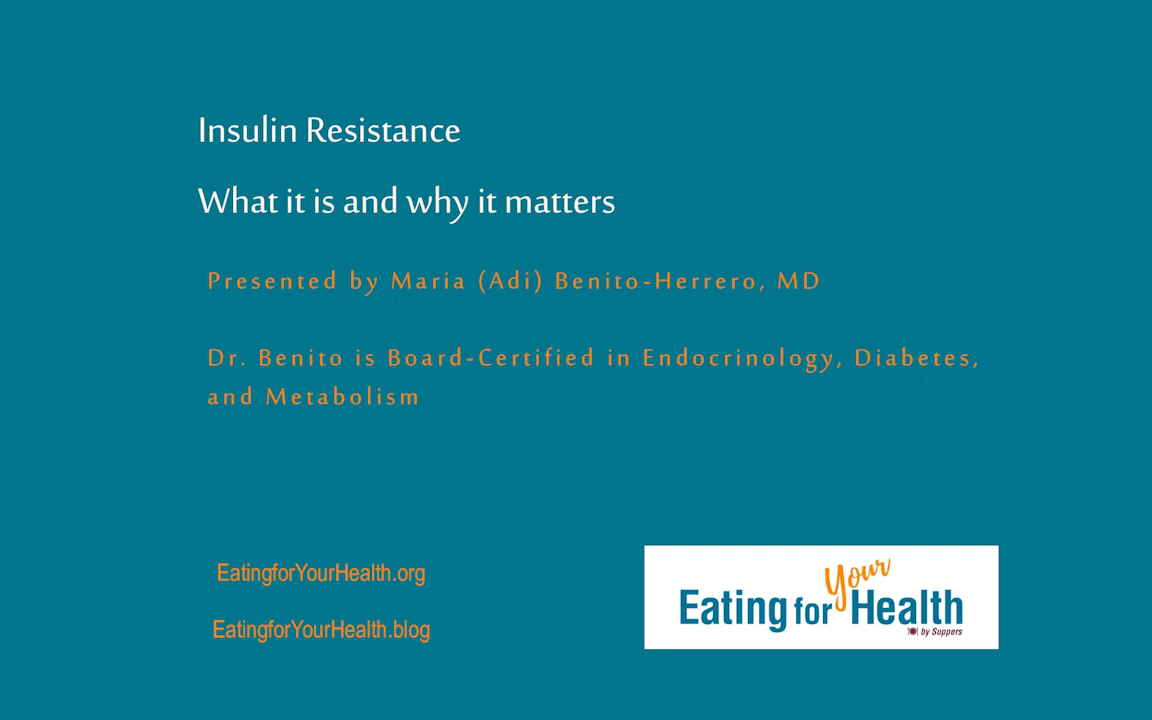 Insulin Resistance
What it is and why it matters
Presented by Maria (Adi) Benito-Herrero, MD
Dr. Benito is Board-Certified in Endocrinology, Diabetes,
and Metabolism
EatingforYourHealth.org
EatingforYourHealth.blog
Eating for Your Health
by Suppers